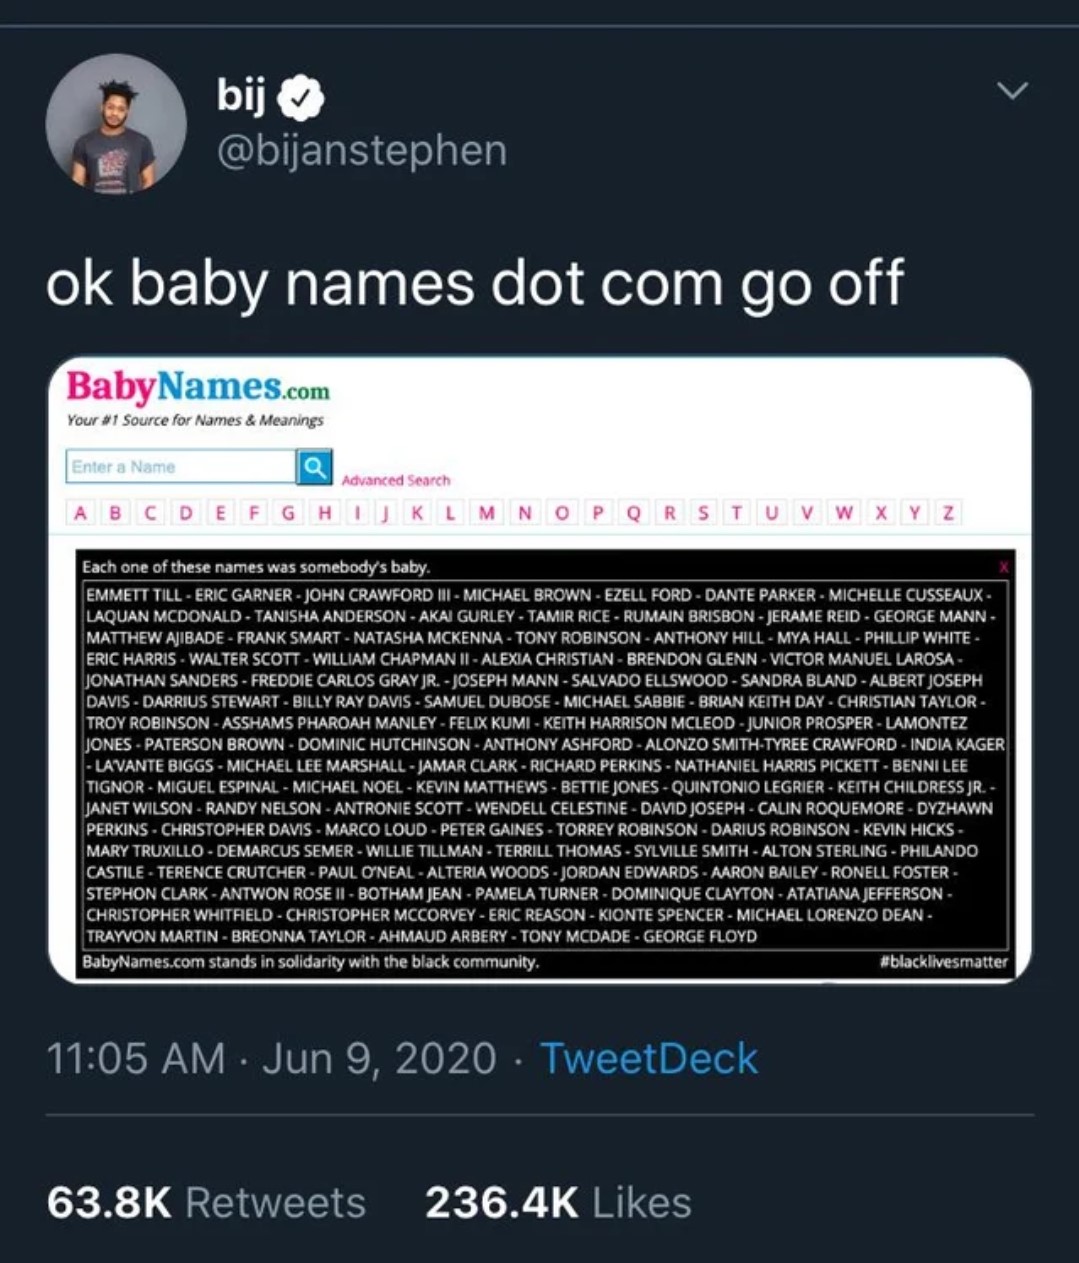 bij
@bijanstephen
ok baby names dot com go off
BabyNames.com
Your #1 Source for Names & Meanings
Enter a Name
Advanced Search
A B C D E F G H I J K L M N O P Q R S T U V W X Y Z
Each one of these names was somebody's baby. X
EMMETT TILL - ERIC GARNER - JOHN CRAWFORD III - MICHAEL BROWN - EZELL FORD - DANTE PARKER - MICHELLE CUSSEAUX -
LAQUAN MCDONALD - TANISHA ANDERSON - AKAI GURLEY - TAMIR RICE - RUMAIN BRISBON - JERAME REID - GEORGE MANN -
MATTHEW AJIBADE - FRANK SMART - NATASHA MCKENNA - TONY ROBINSON - ANTHONY HILL - MYA HALL - PHILLIP WHITE -
ERIC HARRIS - WALTER SCOTT - WILLIAM CHAPMAN II - ALEXIA CHRISTIAN - BRENDON GLENN - VICTOR MANUEL LAROSA -
JONATHAN SANDERS - FREDDIE CARLOS GRAY JR. - JOSEPH MANN - SALVADO ELLSWOOD - SANDRA BLAND - ALBERT JOSEPH
DAVIS - DARRIUS STEWART - BILLY RAY DAVIS - SAMUEL DUBOSE - MICHAEL SABBIE - BRIAN KEITH DAY - CHRISTIAN TAYLOR -
TROY ROBINSON - ASSHAMS PHAROAH MANLEY - FELIX KUMI - KEITH HARRISON MCLEOD - JUNIOR PROSPER - LAMONTEZ
JONES - PATERSON BROWN - DOMINIC HUTCHINSON - ANTHONY ASHFORD - ALONZO SMITH-TYREE CRAWFORD - INDIA KAGER
- LA'VANTE BIGGS - MICHAEL LEE MARSHALL - JAMAR CLARK - RICHARD PERKINS - NATHANIEL HARRIS PICKETT - BENNI LEE
TIGNOR - MIGUEL ESPINAL - MICHAEL NOEL - KEVIN MATTHEWS - BETTIE JONES - QUINTONIO LEGRIER - KEITH CHILDRESS JR. -
JANET WILSON - RANDY NELSON - ANTRONIE SCOTT - WENDELL CELESTINE - DAVID JOSEPH - CALIN ROQUEMORE - DYZHAWN
PERKINS - CHRISTOPHER DAVIS - MARCO LOUD - PETER GAINES - TORREY ROBINSON - DARIUS ROBINSON - KEVIN HICKS -
MARY TRUXILLO - DEMARCUS SEMER - WILLIE TILLMAN - TERRILL THOMAS - SYLVILLE SMITH - ALTON STERLING - PHILANDO
CASTILE - TERENCE CRUTCHER - PAUL O'NEAL - ALTERIA WOODS - JORDAN EDWARDS - AARON BAILEY - RONELL FOSTER -
STEPHON CLARK - ANTWON ROSE II - BOTHAM JEAN - PAMELA TURNER - DOMINIQUE CLAYTON - ATATIANA JEFFERSON -
CHRISTOPHER WHITFIELD - CHRISTOPHER MCCORVEY - ERIC REASON - KIONTE SPENCER - MICHAEL LORENZO DEAN -
TRAYVON MARTIN - BREONNA TAYLOR - AHMAUD ARBERY - TONY MCDADE - GEORGE FLOYD
BabyNames.com stands in solidarity with the black community. #blacklivesmatter
11:05 AM · Jun 9, 2020 · TweetDeck
63.8K Retweets 236.4K Likes